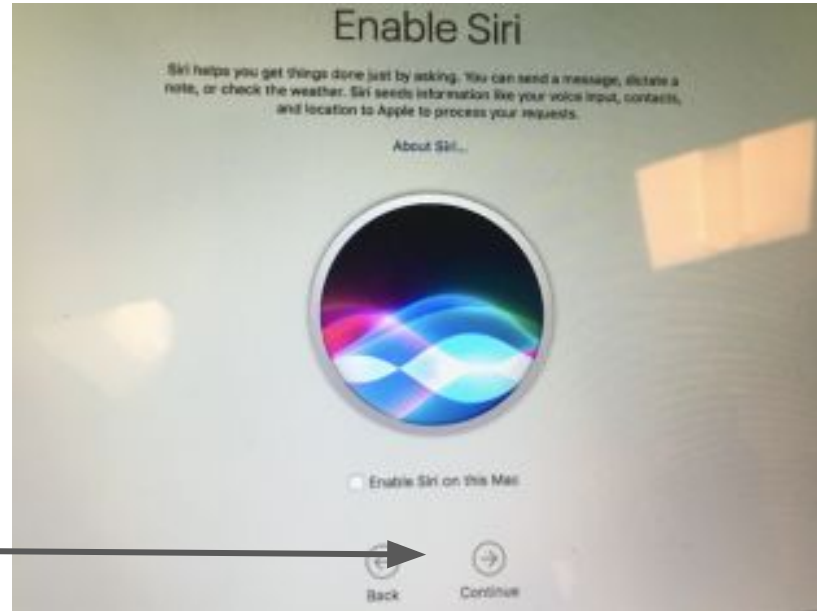 Enable Siri
Siri helps you get things done just by asking. You can send a message, dictate a
note, or check the weather. Siri sends information like your voice input, contacts,
and location to Apple to process your requests.
About Siri...
Enable Siri on this Mac
Back Continue